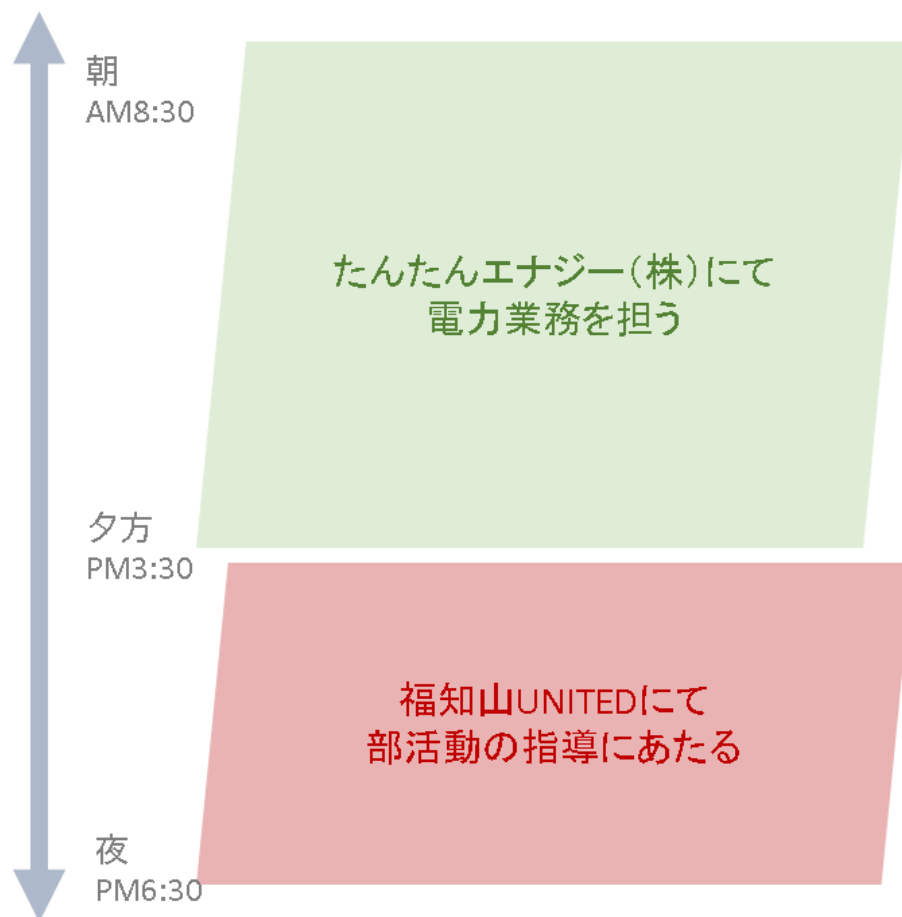 朝
AM8:30
たんたんエナジー(株)にて
電力業務を担う
夕方
PM3:30
福知山UNITEDにて
部活動の指導にあたる
夜
PM6:30